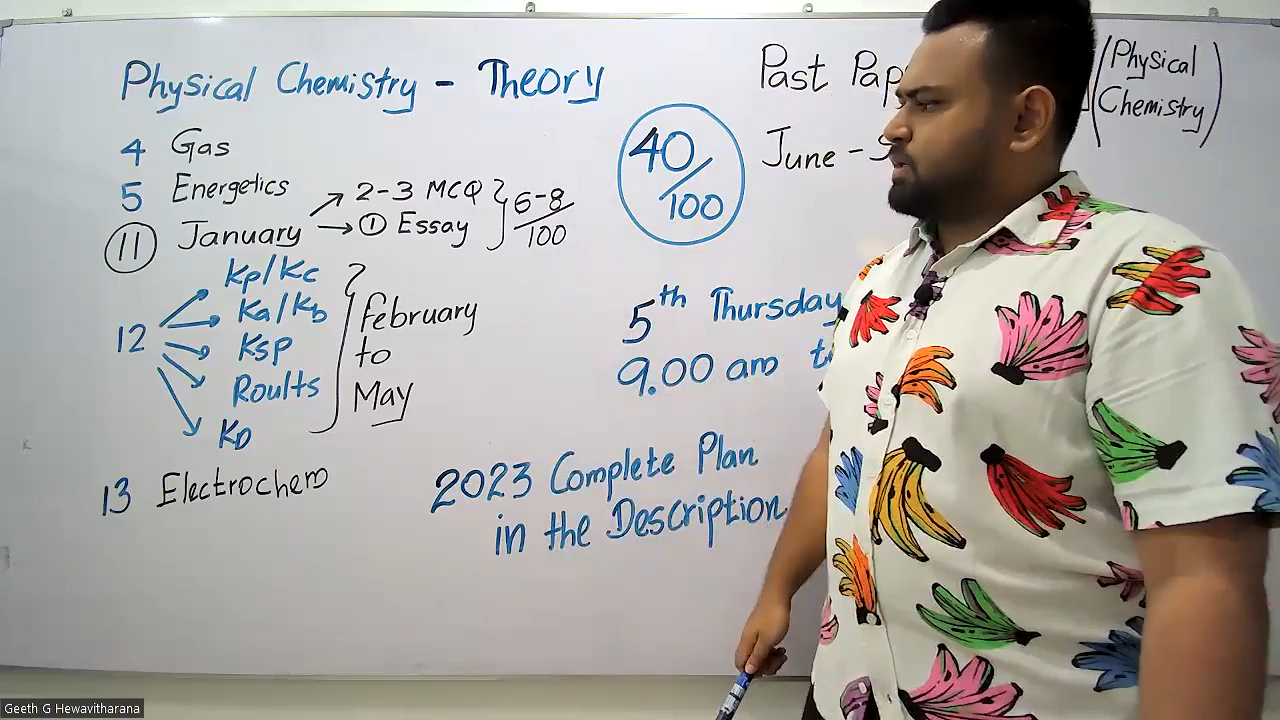 Physical Chemistry - Theory
4 Gas
5 Energetics
11 January → 2-3 MCQ
→ 1 Essay
6-8/100
12 → Kp/Kc
→ Ka/Kb
→ Ksp
→ Roults
→ KD
February
to
May
13 Electrochem
40/100
Past Pap
(Physical
Chemistry)
June -
5th Thursday
9.00 am
2023 Complete Plan
in the Description
Geeth G Hewavitharana